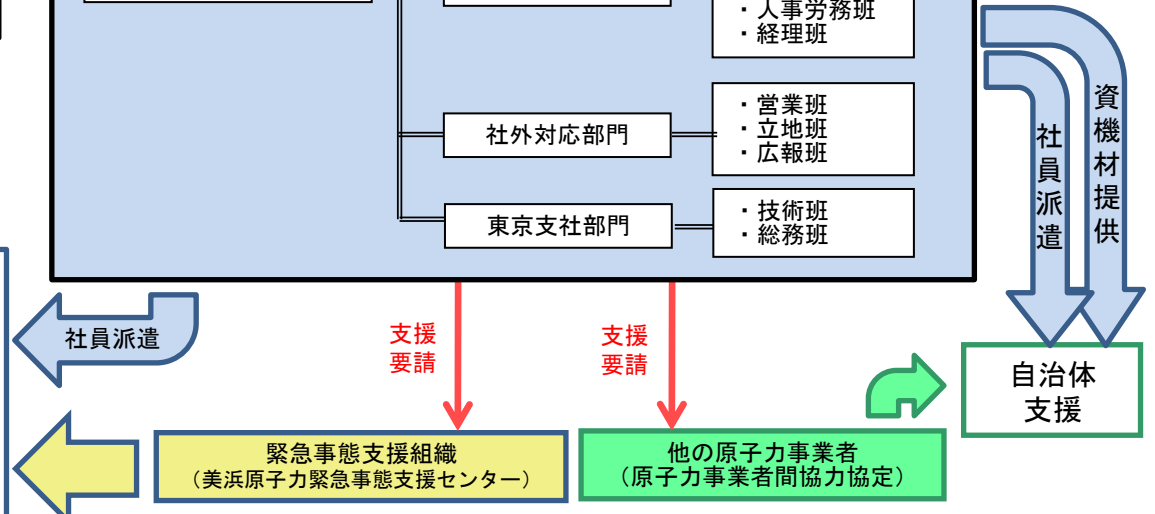 ・人事労務班
・経理班
社外対応部門
・営業班
・立地班
・広報班
東京支社部門
・技術班
・総務班
社員派遣
資機材提供
社員派遣
支援
要請
支援
要請
自治体
支援
緊急事態支援組織
（美浜原子力緊急事態支援センター）
他の原子力事業者
（原子力事業者間協力協定）